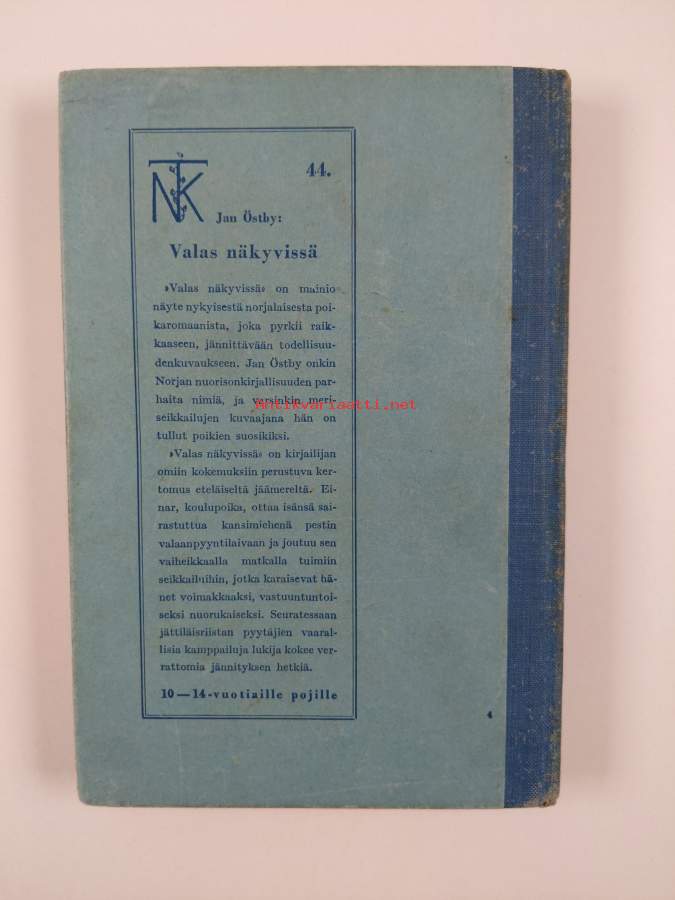 NTK
44.
Jan Östby:
Valas näkyvissä
»Valas näkyvissä» on mainio
näyte nykyisestä norjalaisesta poi-
karomaanista, joka pyrkii raik-
kaaseen, jännittävään todellisuu-
denkuvaukseen. Jan Östby onkin
Norjan nuorisonkirjallisuuden par-
haita nimiä, ja varsinkin meri-
Antikvariaatti.net
seikkailujen kuvaajana hän on
tullut poikien suosikiksi.
»Valas näkyvissä» on kirjailijan
omiin kokemuksiin perustuva ker-
tomus eteläiseltä jäämereltä. Ei-
nar, koulupoika, ottaa isänsä sai-
rastuttua kansimiehenä pestin
valaanpyyntilaivaan ja joutuu sen
vaiheikkaalla matkalla tuimiin
seikkailuihin, jotka karaisevat hä-
net voimakkaaksi, vastuuntuntoi-
seksi nuorukaiseksi. Seuratessaan
jättiläisriistan pyytäjien vaaral-
lisia kamppailuja lukija kokee ver-
rattomia jännityksen hetkiä.
10—14-vuotiaille pojille
4